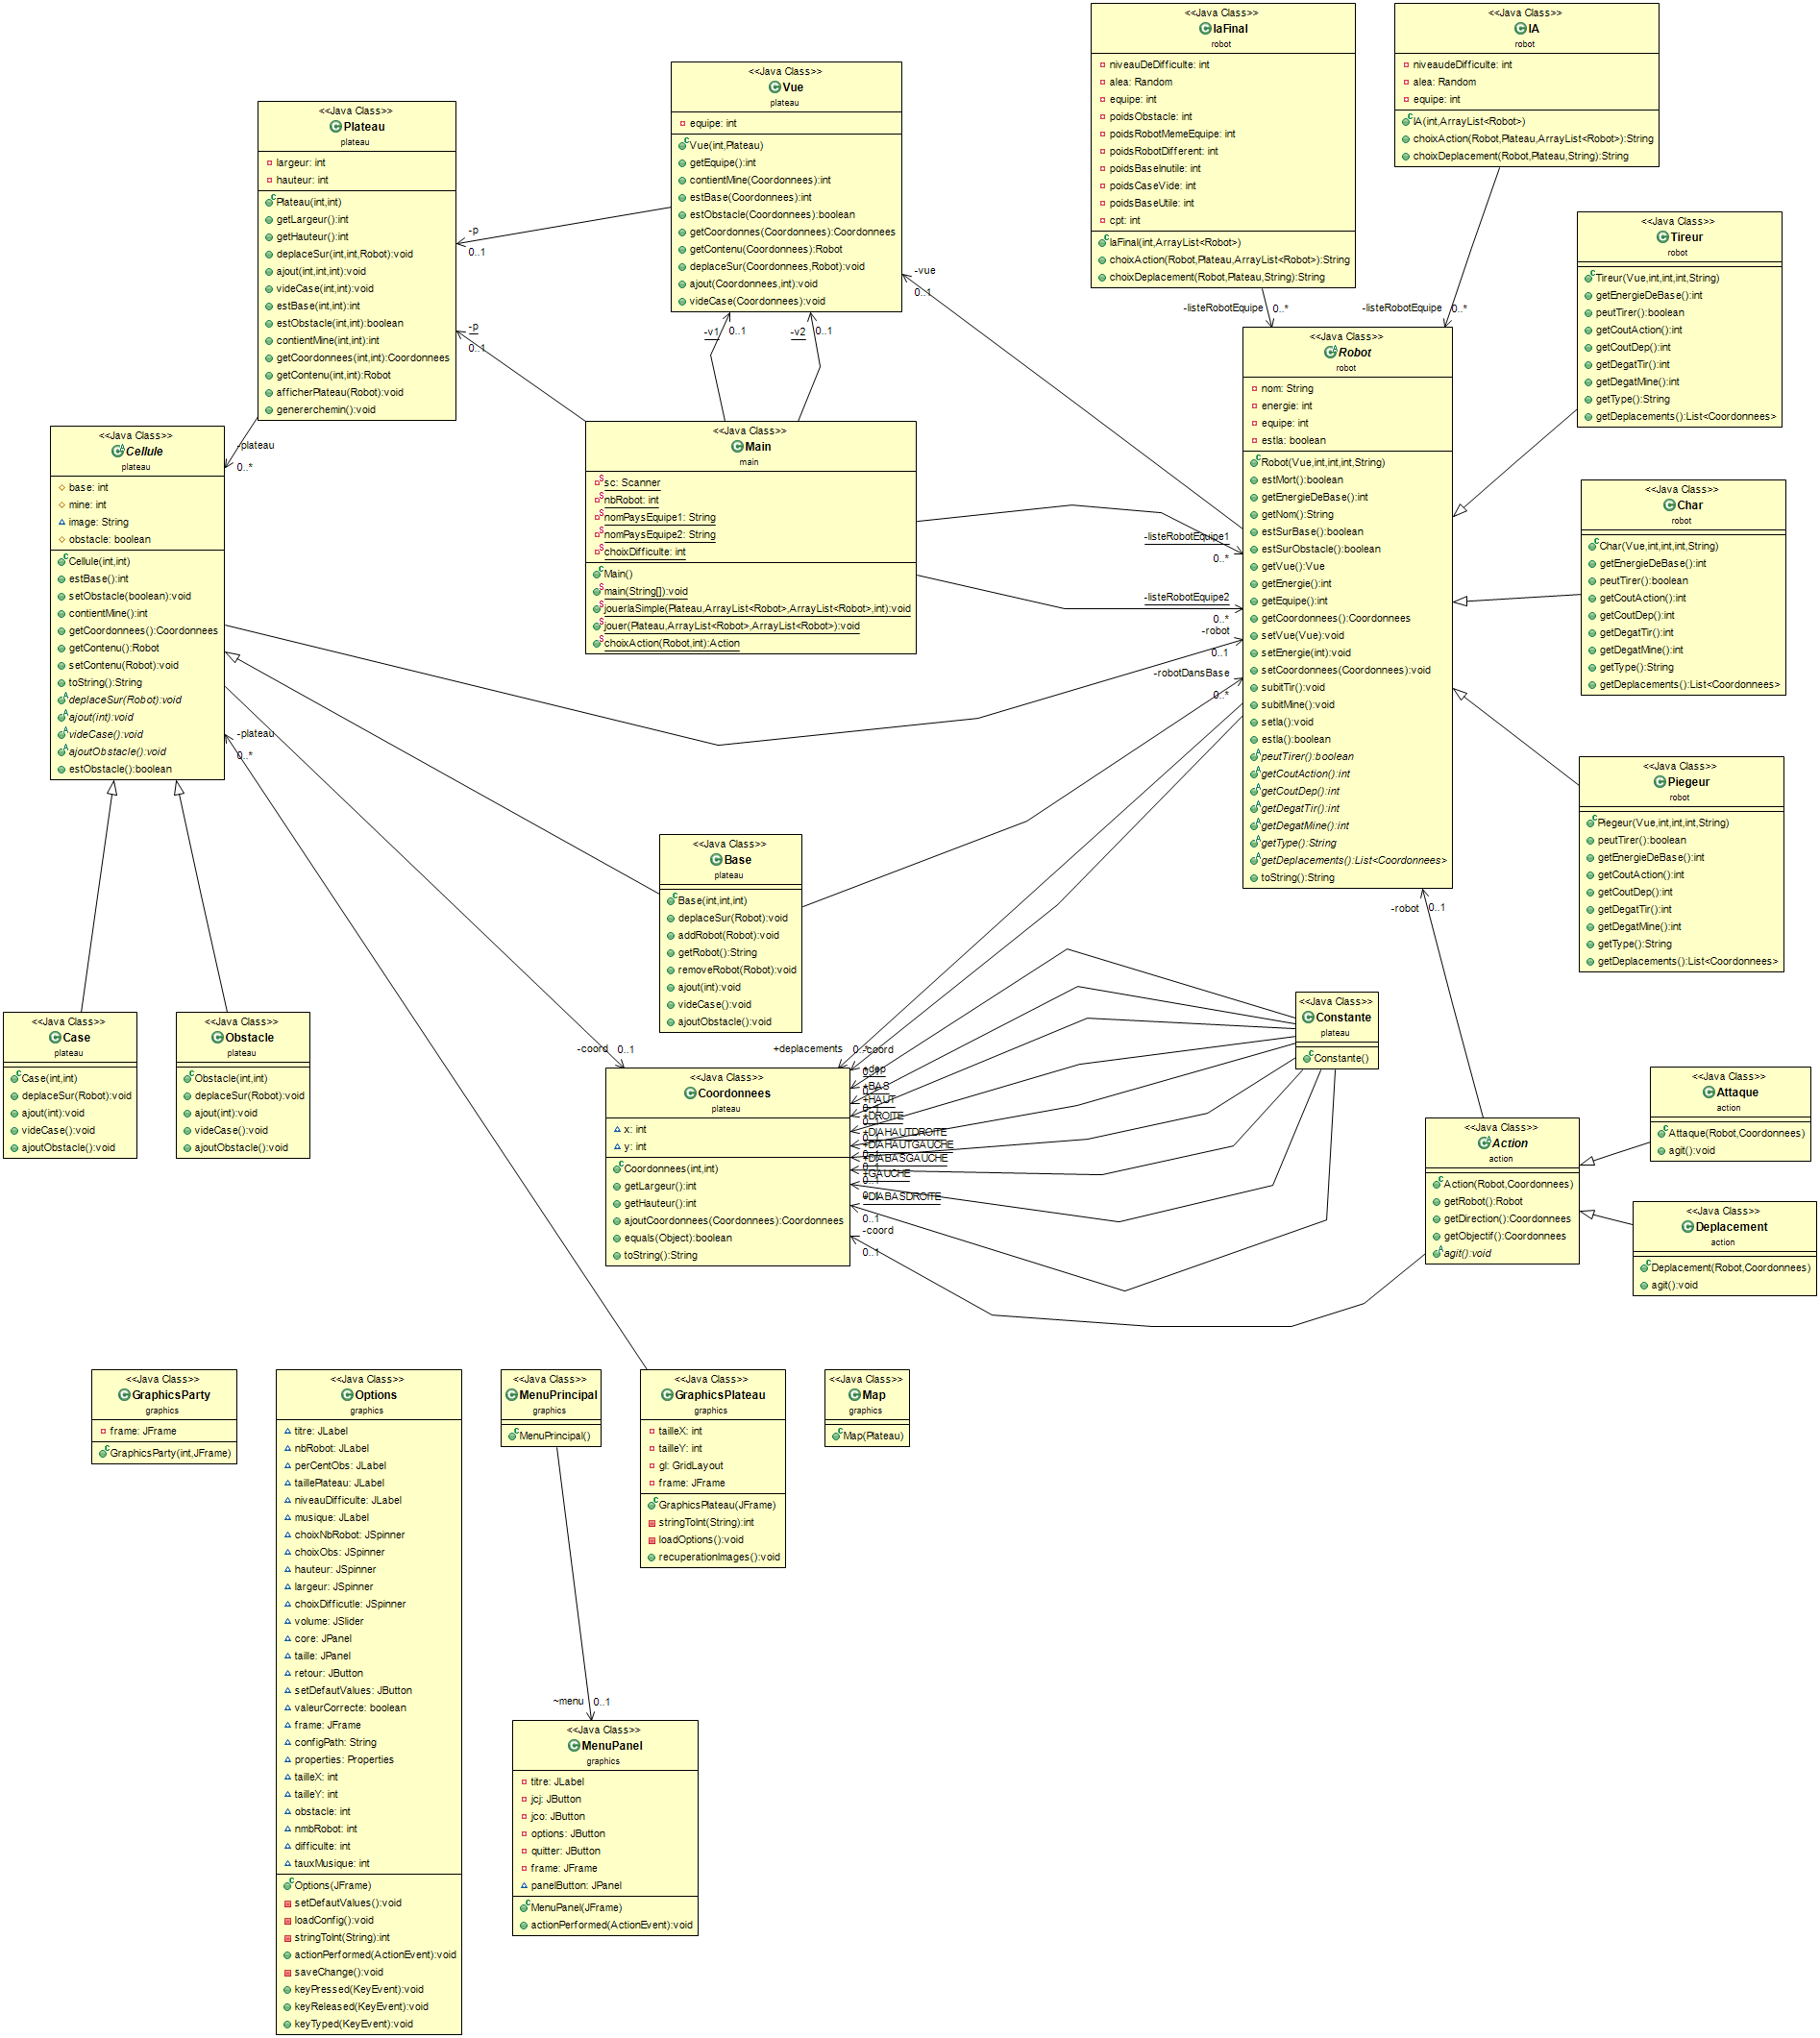 <<Java Class>>
IaFinal
robot
niveauDeDifficulte: int
alea: Random
equipe: int
poidsObstacle: int
poidsRobotMemeEquipe: int
poidsRobotDifferent: int
poidsBaseInutile: int
poidsCaseVide: int
poidsBaseUtile: int
cpt: int
IaFinal(int,ArrayList<Robot>)
choixAction(Robot,Plateau,ArrayList<Robot>):String
choixDeplacement(Robot,Plateau,String):String
<<Java Class>>
IA
robot
niveaudeDifficulte: int
alea: Random
equipe: int
IA(int,ArrayList<Robot>)
choixAction(Robot,Plateau,ArrayList<Robot>):String
choixDeplacement(Robot,Plateau,String):String
<<Java Class>>
Vue
plateau
equipe: int
Vue(int,Plateau)
getEquipe():int
contientMine(Coordonnees):int
estBase(Coordonnees):int
estObstacle(Coordonnees):boolean
getCoordonnes(Coordonnees):Coordonnees
getContenu(Coordonnees):Robot
deplaceSur(Coordonnees,Robot):void
ajout(Coordonnees,int):void
videCase(Coordonnees):void
<<Java Class>>
Plateau
plateau
largeur: int
hauteur: int
Plateau(int,int)
getLargeur():int
getHauteur():int
deplaceSur(int,int,Robot):void
ajout(int,int,int):void
videCase(int,int):void
estBase(int,int):int
estObstacle(int,int):boolean
contientMine(int,int):int
getCoordonnees(int,int):Coordonnees
getContenu(int,int):Robot
afficherPlateau(Robot):void
genererchemin():void
-p
0..1
-p
0..1
-v1
0..1
-v2
0..1
-vue
0..1
-listeRobotEquipe
0..*
-listeRobotEquipe
0..*
<<Java Class>>
Tireur
robot
Tireur(Vue,int,int,int,String)
getEnergieDeBase():int
peutTirer():boolean
getCoutAction():int
getCoutDep():int
getDegatTir():int
getDegatMine():int
getType():String
getDeplacements():List<Coordonnees>
<<Java Class>>
Robot
robot
nom: String
energie: int
equipe: int
estIa: boolean
Robot(Vue,int,int,int,String)
estMort():boolean
getEnergieDeBase():int
getNom():String
estSurBase():boolean
estSurObstacle():boolean
getVue():Vue
getEnergie():int
getEquipe():int
getCoordonnees():Coordonnees
setVue(Vue):void
setEnergie(int):void
setCoordonnees(Coordonnees):void
subitTir():void
subitMine():void
setIa():void
estIa():boolean
peutTirer():boolean
getCoutAction():int
getCoutDep():int
getDegatTir():int
getDegatMine():int
getType():String
getDeplacements():List<Coordonnees>
toString():String
<<Java Class>>
Main
main
sc: Scanner
nbRobot: int
nomPaysEquipe1: String
nomPaysEquipe2: String
choixDifficulte: int
Main()
main(String[]):void
jouerIaSimple(Plateau,ArrayList<Robot>,ArrayList<Robot>,int):void
jouer(Plateau,ArrayList<Robot>,ArrayList<Robot>):void
choixAction(Robot,int):Action
-plateau
0..*
<<Java Class>>
Cellule
plateau
base: int
mine: int
image: String
obstacle: boolean
Cellule(int,int)
estBase():int
setObstacle(boolean):void
contientMine():int
getCoordonnees():Coordonnees
getContenu():Robot
setContenu(Robot):void
toString():String
deplaceSur(Robot):void
ajout(int):void
videCase():void
ajoutObstacle():void
estObstacle():boolean
-plateau
0..*
-listeRobotEquipe1
0..*
-listeRobotEquipe2
0..*
-robot
0..1
-robotDansBase
0..*
<<Java Class>>
Char
robot
Char(Vue,int,int,int,String)
getEnergieDeBase():int
peutTirer():boolean
getCoutAction():int
getCoutDep():int
getDegatTir():int
getDegatMine():int
getType():String
getDeplacements():List<Coordonnees>
<<Java Class>>
Piegeur
robot
Piegeur(Vue,int,int,int,String)
peutTirer():boolean
getEnergieDeBase():int
getCoutAction():int
getCoutDep():int
getDegatTir():int
getDegatMine():int
getType():String
getDeplacements():List<Coordonnees>
<<Java Class>>
Base
plateau
Base(int,int,int)
deplaceSur(Robot):void
addRobot(Robot):void
getRobot():String
removeRobot(Robot):void
ajout(int):void
videCase():void
ajoutObstacle():void
-robot
0..1
<<Java Class>>
Case
plateau
Case(int,int)
deplaceSur(Robot):void
ajout(int):void
videCase():void
ajoutObstacle():void
<<Java Class>>
Obstacle
plateau
Obstacle(int,int)
deplaceSur(Robot):void
ajout(int):void
videCase():void
ajoutObstacle():void
<<Java Class>>
Constante
plateau
Constante()
-coord
0..1
+deplacements
-coord
+dep
+BAS
+HAUT
+DROITE
+DIAHAUTDROITE
+DIAHAUTGAUCHE
+DIABASGAUCHE
+GAUCHE
0..1
+DIABASDROITE
0..1
-coord
0..1
<<Java Class>>
Coordonnees
plateau
x: int
y: int
Coordonnees(int,int)
getLargeur():int
getHauteur():int
ajoutCoordonnees(Coordonnees):Coordonnees
equals(Object):boolean
toString():String
<<Java Class>>
Action
action
Action(Robot,Coordonnees)
getRobot():Robot
getDirection():Coordonnees
getObjectif():Coordonnees
agit():void
<<Java Class>>
Attaque
action
Attaque(Robot,Coordonnees)
agit():void
<<Java Class>>
Deplacement
action
Deplacement(Robot,Coordonnees)
agit():void
<<Java Class>>
GraphicsParty
graphics
frame: JFrame
GraphicsParty(int,JFrame)
<<Java Class>>
Options
graphics
titre: JLabel
nbRobot: JLabel
perCentObs: JLabel
taillePlateau: JLabel
niveauDifficulte: JLabel
musique: JLabel
choixNbRobot: JSpinner
choixObs: JSpinner
hauteur: JSpinner
largeur: JSpinner
choixDifficutle: JSpinner
volume: JSlider
core: JPanel
taille: JPanel
retour: JButton
setDefautValues: JButton
valeurCorrecte: boolean
frame: JFrame
configPath: String
properties: Properties
tailleX: int
tailleY: int
obstacle: int
nmbRobot: int
difficulte: int
tauxMusique: int
Options(JFrame)
setDefautValues():void
loadConfig():void
stringToInt(String):int
actionPerformed(ActionEvent):void
saveChange():void
keyPressed(KeyEvent):void
keyReleased(KeyEvent):void
keyTyped(KeyEvent):void
<<Java Class>>
MenuPrincipal
graphics
MenuPrincipal()
<<Java Class>>
GraphicsPlateau
graphics
tailleX: int
tailleY: int
gl: GridLayout
frame: JFrame
GraphicsPlateau(JFrame)
stringToInt(String):int
loadOptions():void
recuperationImages():void
<<Java Class>>
Map
graphics
Map(Plateau)
~menu
0..1
<<Java Class>>
MenuPanel
graphics
titre: JLabel
jcj: JButton
jco: JButton
options: JButton
quitter: JButton
frame: JFrame
panelButton: JPanel
MenuPanel(JFrame)
actionPerformed(ActionEvent):void